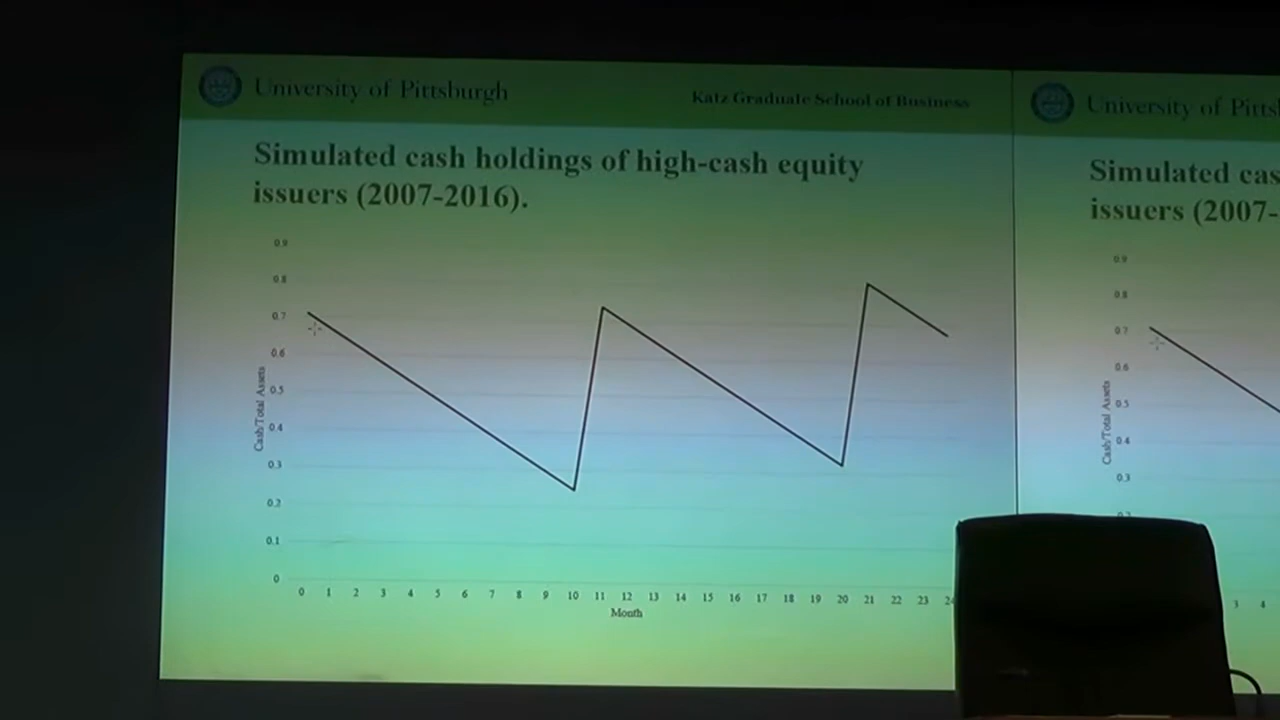 University of Pittsburgh
Katz Graduate School of Business
Simulated cash holdings of high-cash equity
issuers (2007-2016).
0.9
0.8
0.7
0.6
0.5
0.4
0.3
0.2
0.1
0
Cash/Total Assets
0 1 2 3 4 5 6 7 8 9 10 11 12 13 14 15 16 17 18 19 20 21 22 23 24
Month
University of Pitts
Simulated cas
issuers (2007-
0.9
0.8
0.7
0.6
0.5
0.4
0.3
Cash/Total Assets
3 4